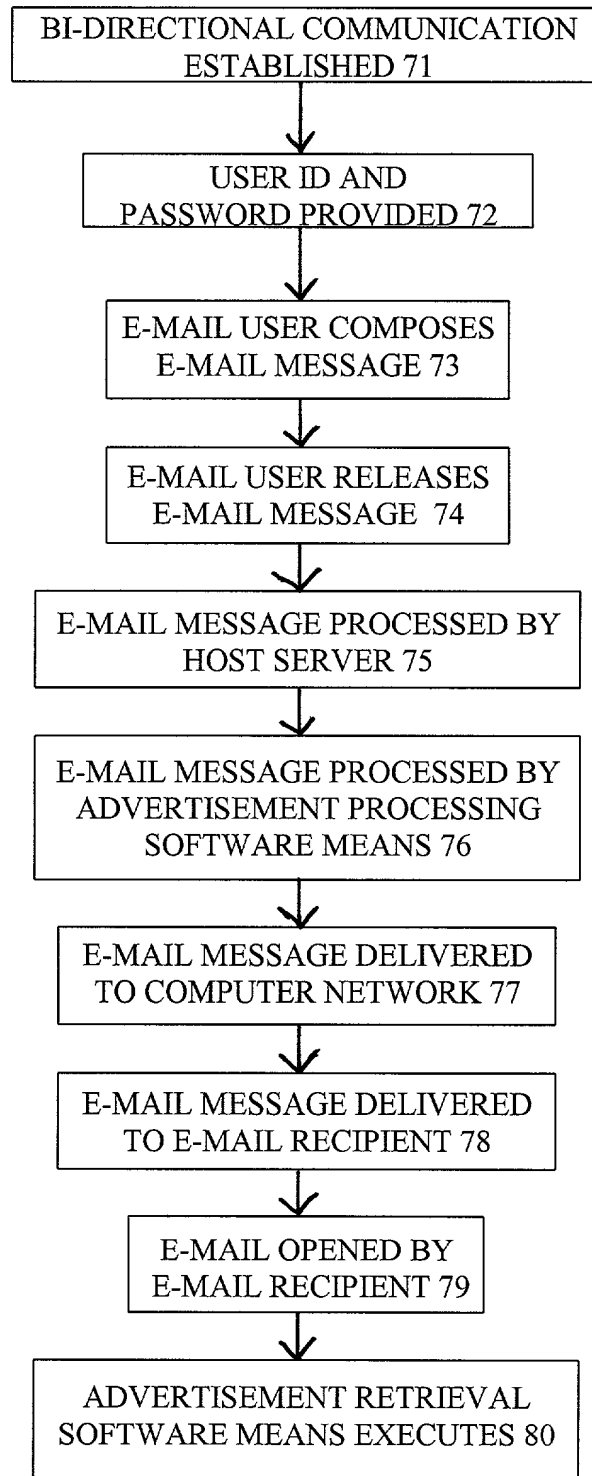 BI-DIRECTIONAL COMMUNICATION
ESTABLISHED 71
USER ID AND
PASSWORD PROVIDED 72
E-MAIL USER COMPOSES
E-MAIL MESSAGE 73
E-MAIL USER RELEASES
E-MAIL MESSAGE 74
E-MAIL MESSAGE PROCESSED BY
HOST SERVER 75
E-MAIL MESSAGE PROCESSED BY
ADVERTISEMENT PROCESSING
SOFTWARE MEANS 76
E-MAIL MESSAGE DELIVERED
TO COMPUTER NETWORK 77
E-MAIL MESSAGE DELIVERED
TO E-MAIL RECIPIENT 78
E-MAIL OPENED BY
E-MAIL RECIPIENT 79
ADVERTISEMENT RETRIEVAL
SOFTWARE MEANS EXECUTES 80